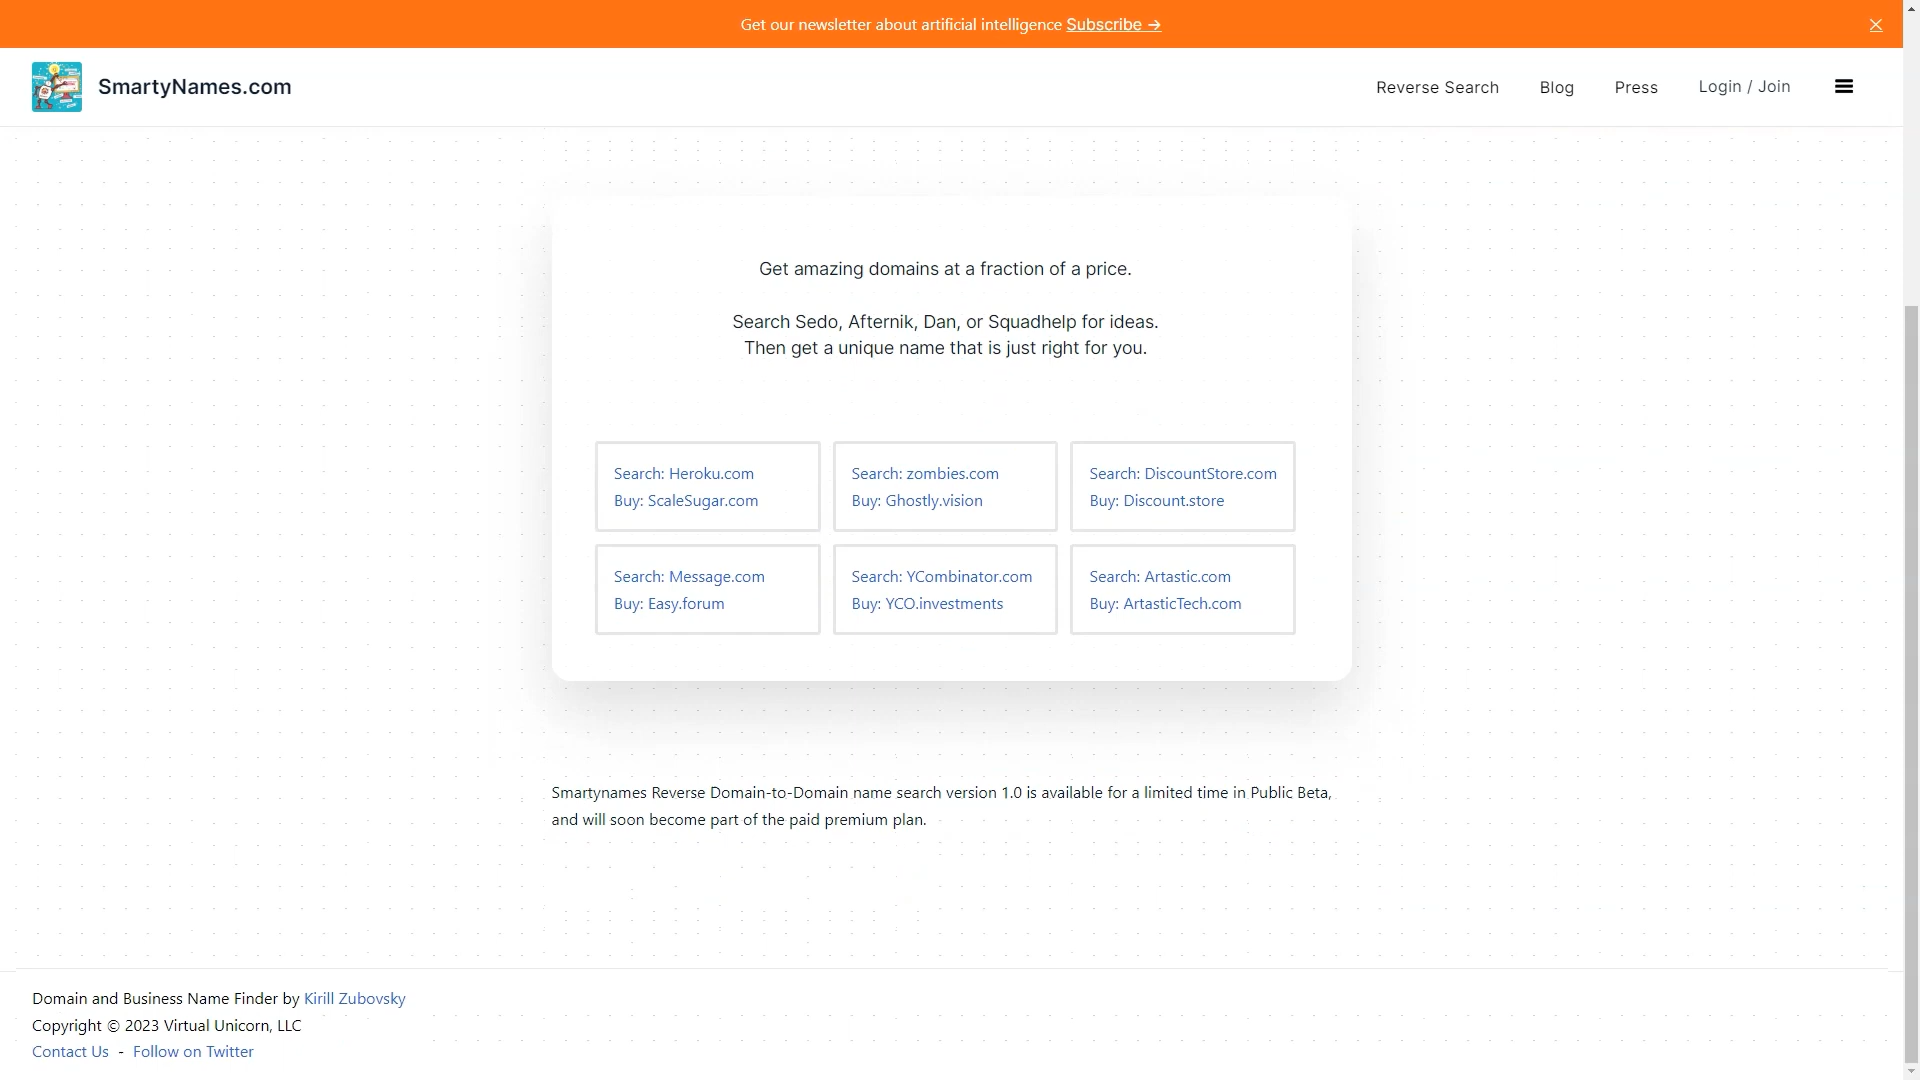 Get our newsletter about artificial intelligence Subscribe →
SmartyNames.com
Reverse Search
Blog
Press
Login / Join
Get amazing domains at a fraction of a price.
Search Sedo, Afternik, Dan, or Squadhelp for ideas.
Then get a unique name that is just right for you.
Search: Heroku.com
Buy: ScaleSugar.com
Search: zombies.com
Buy: Ghostly.vision
Search: DiscountStore.com
Buy: Discount.store
Search: Message.com
Buy: Easy.forum
Search: YCombinator.com
Buy: YCO.investments
Search: Artastic.com
Buy: ArtasticTech.com
Smartynames Reverse Domain-to-Domain name search version 1.0 is available for a limited time in Public Beta,
and will soon become part of the paid premium plan.
Domain and Business Name Finder by Kirill Zubovsky
Copyright © 2023 Virtual Unicorn, LLC
Contact Us - Follow on Twitter